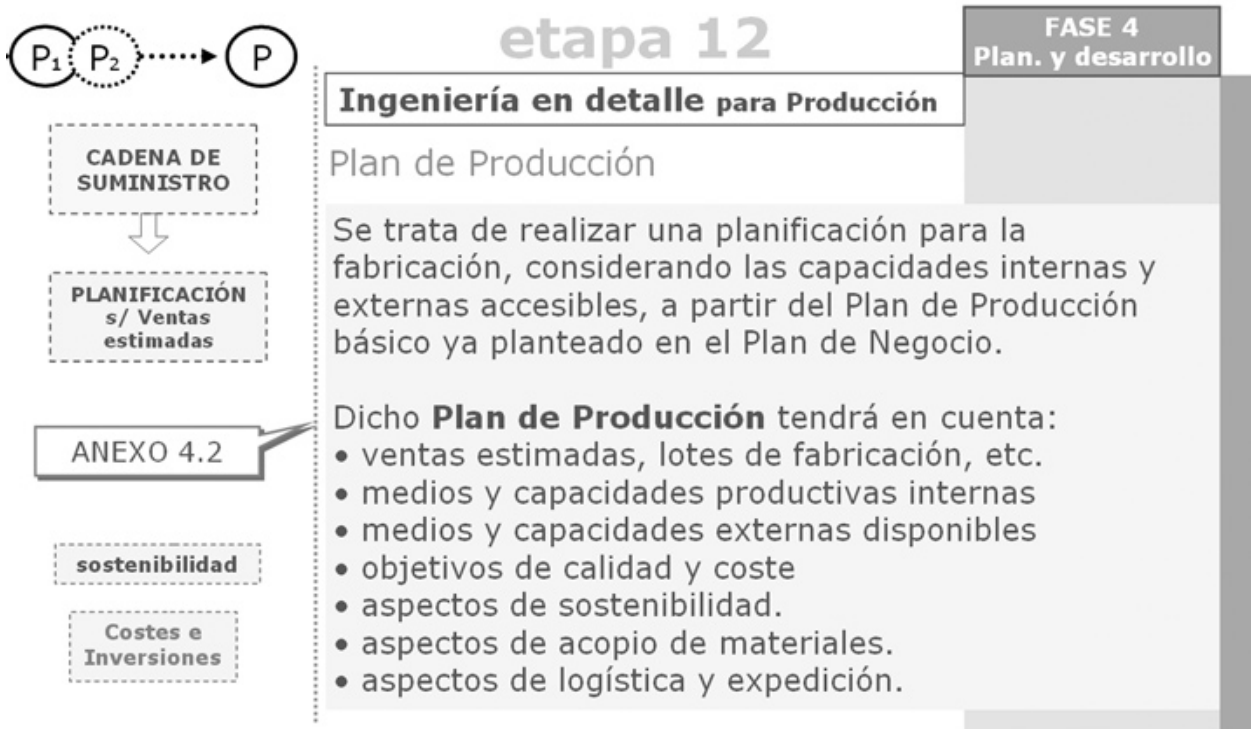 P1 P2 P
etapa 12
FASE 4
Plan. y desarrollo
Ingeniería en detalle para Producción
CADENA DE
SUMINISTRO
PLANIFICACIÓN
s/ Ventas
estimadas
ANEXO 4.2
sostenibilidad
Costes e
Inversiones
Plan de Producción
Se trata de realizar una planificación para la
fabricación, considerando las capacidades internas y
externas accesibles, a partir del Plan de Producción
básico ya planteado en el Plan de Negocio.
Dicho Plan de Producción tendrá en cuenta:
• ventas estimadas, lotes de fabricación, etc.
• medios y capacidades productivas internas
• medios y capacidades externas disponibles
• objetivos de calidad y coste
• aspectos de sostenibilidad.
• aspectos de acopio de materiales.
• aspectos de logística y expedición.